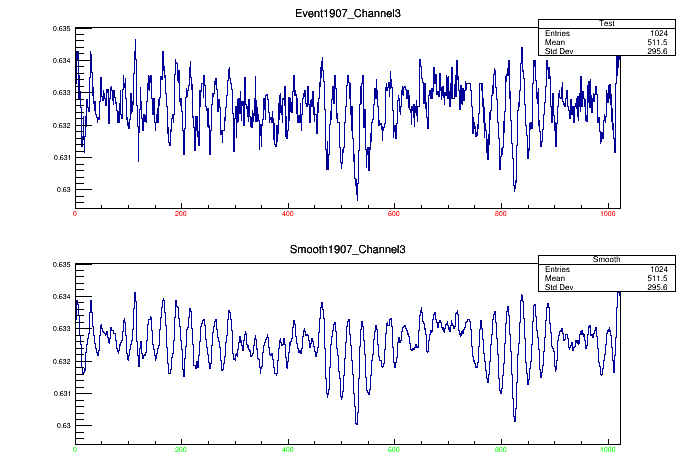 Event1907_Channel3
Test
Entries 1024
Mean 511.5
Std Dev 295.6
0.635
0.634
0.633
0.632
0.631
0.63
0 200 400 600 800 1000
Smooth1907_Channel3
Smooth
Entries 1024
Mean 511.5
Std Dev 295.6
0.635
0.634
0.633
0.632
0.631
0.63
0 200 400 600 800 1000